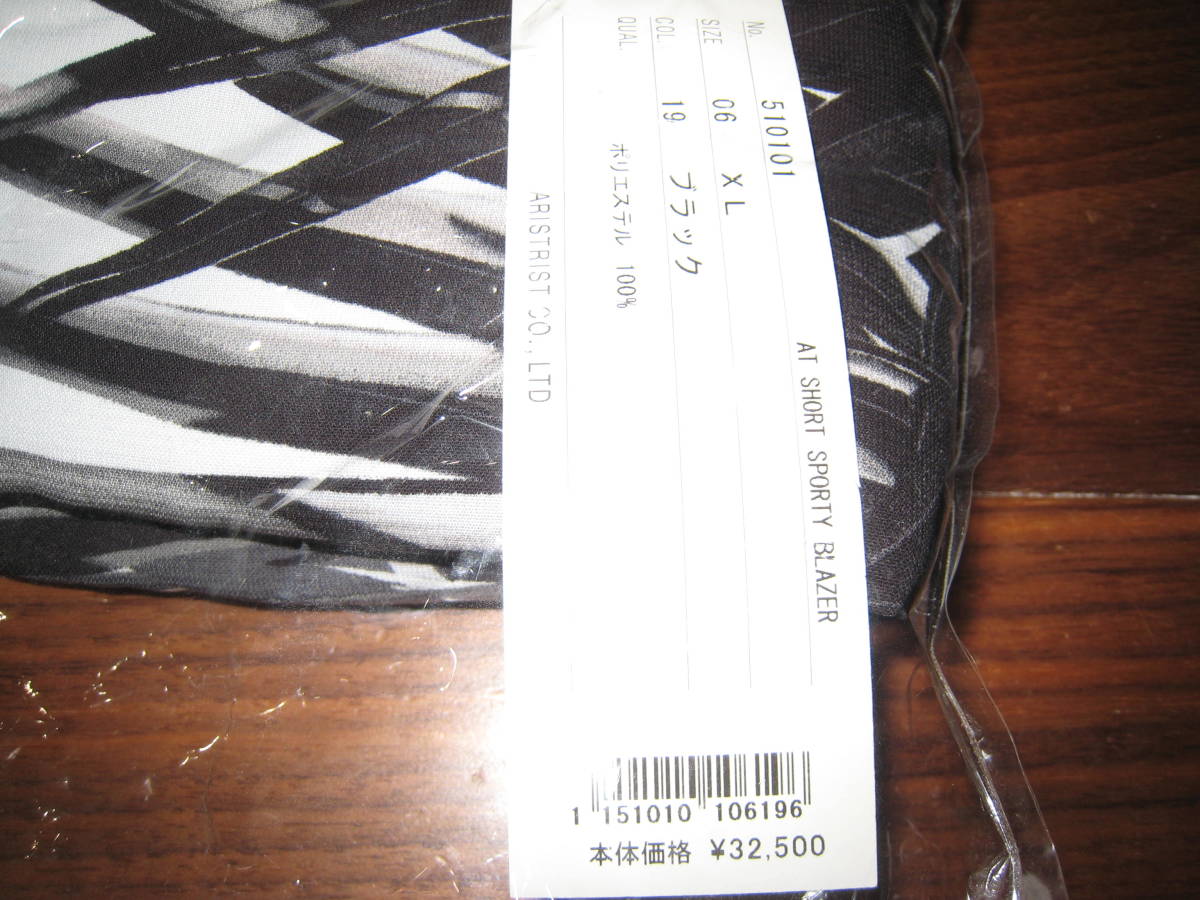 No. 510101 AT SHORT SPORTY BLAZER
SIZE 06 XL
COL. 19 ブラック
QUAL. ポリエステル 100%
ARISTRIST CO.,LTD
1 151010 106196
本体価格 ¥32,500